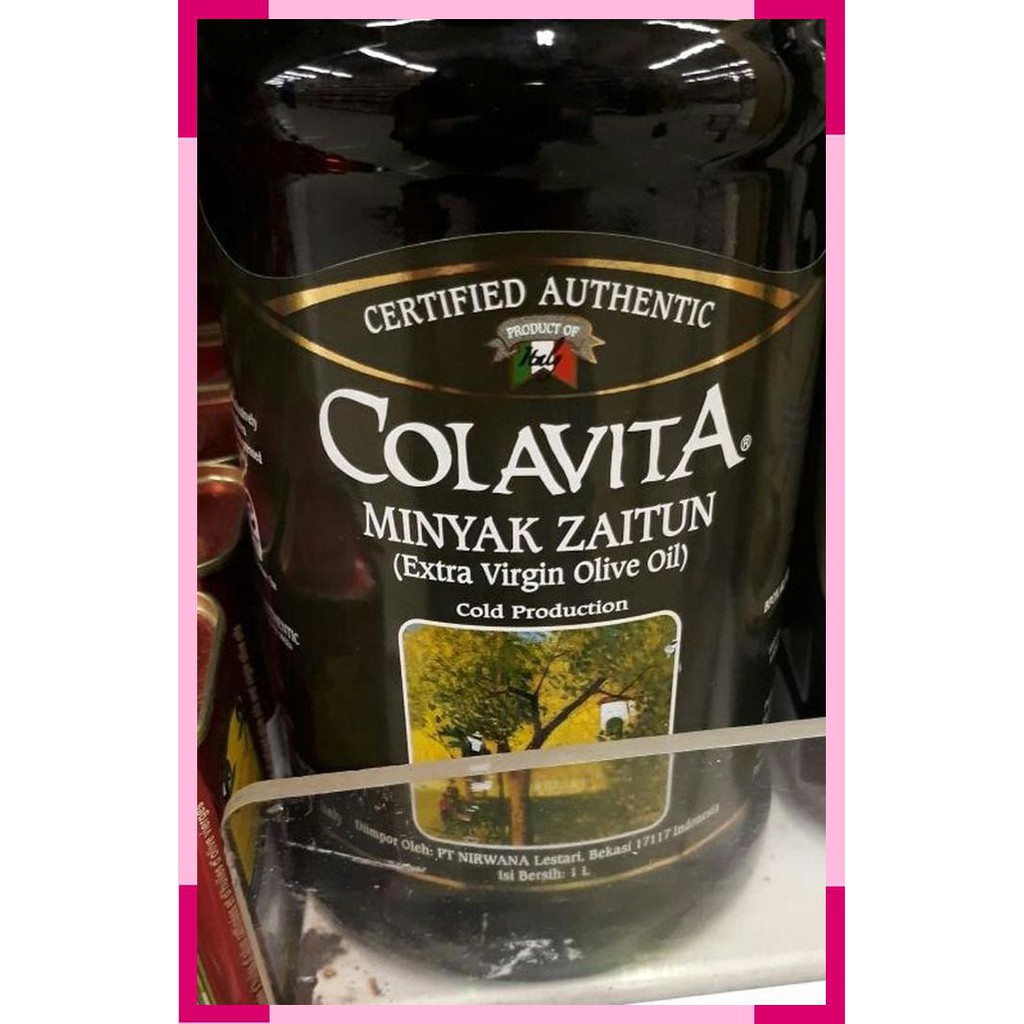 CERTIFIED AUTHENTIC
PRODUCT OF
Italy
COLAVITA®
MINYAK ZAITUN
(Extra Virgin Olive Oil)
Cold Production
Diimpor Oleh: PT NIRWANA Lestari, Bekasi 17117 Indonesia
Isi Bersih: 1 L